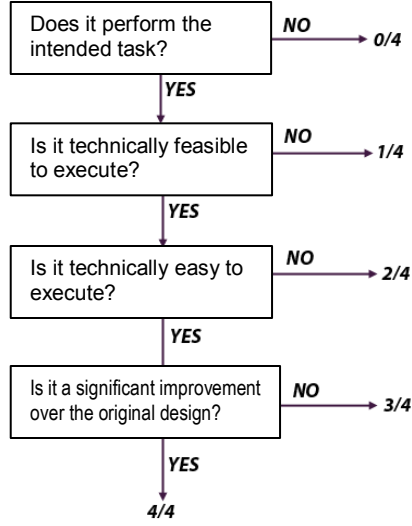 Does it perform the
intended task?
NO
0/4
YES
Is it technically feasible
to execute?
NO
1/4
YES
Is it technically easy to
execute?
NO
2/4
YES
Is it a significant improvement
over the original design?
NO
3/4
YES
4/4